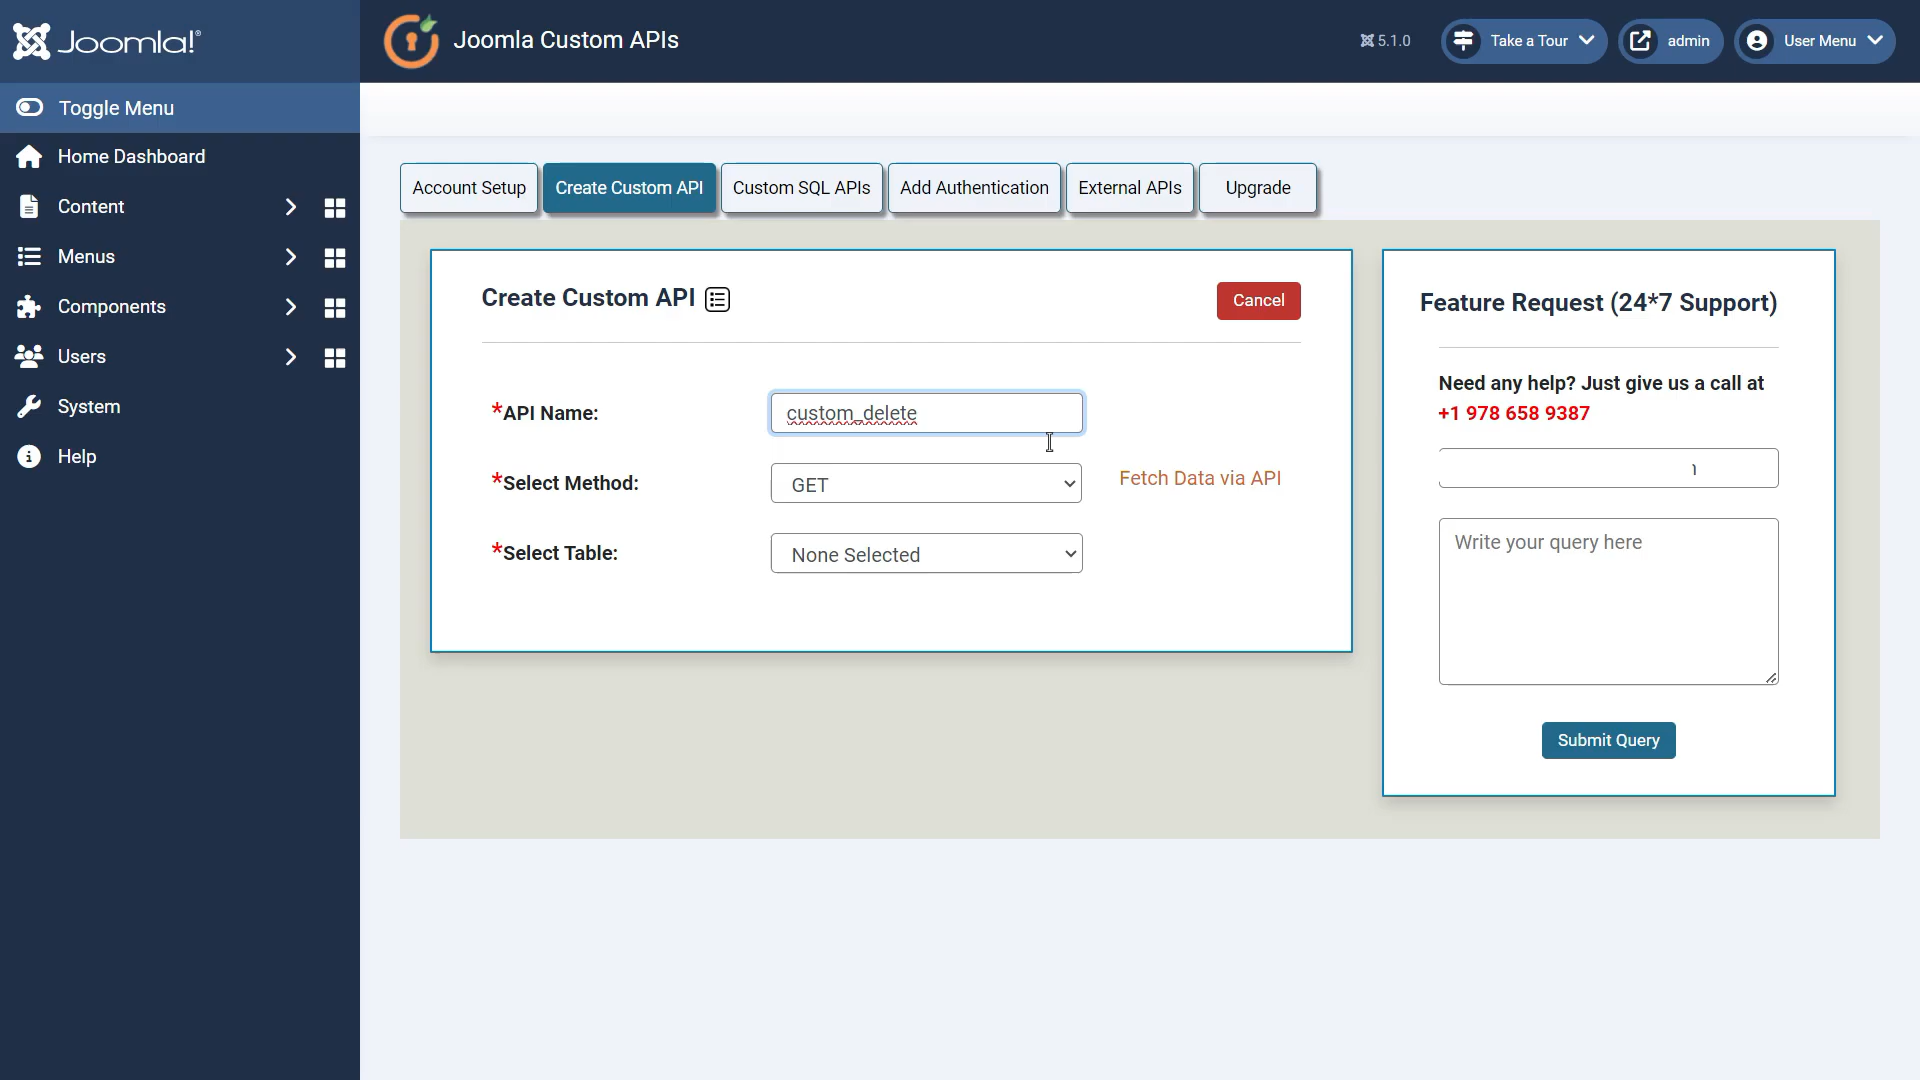 Joomla!
Joomla Custom APIs
5.1.0
Take a Tour
admin
User Menu
Toggle Menu
Home Dashboard
Content
Menus
Components
Users
System
Help
Account Setup
Create Custom API
Custom SQL APIs
Add Authentication
External APIs
Upgrade
Create Custom API
Cancel
*API Name:
custom_delete
*Select Method:
GET
Fetch Data via API
*Select Table:
None Selected
Feature Request (24*7 Support)
Need any help? Just give us a call at
+1 978 658 9387
Write your query here
Submit Query